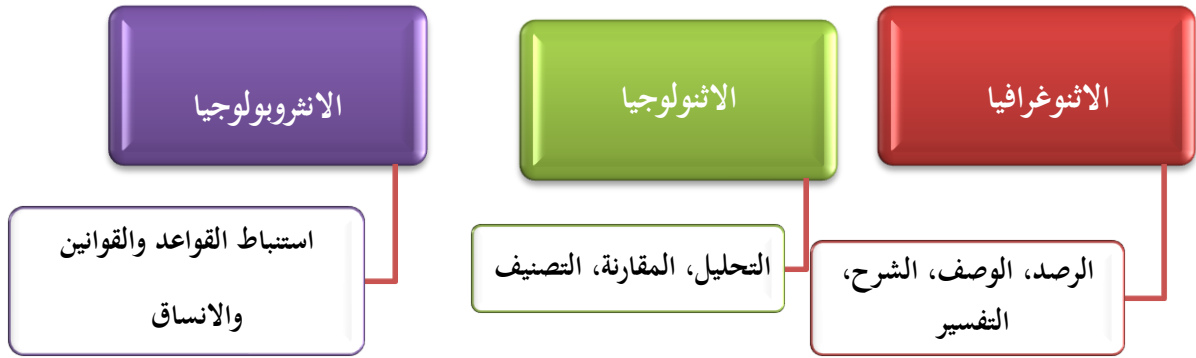 الاثنوغرافيا
الرصد، الوصف، الشرح،
التفسير
الاثنولوجيا
التحليل، المقارنة، التصنيف
الانثروبولوجيا
استنباط القواعد والقوانين
والانساق